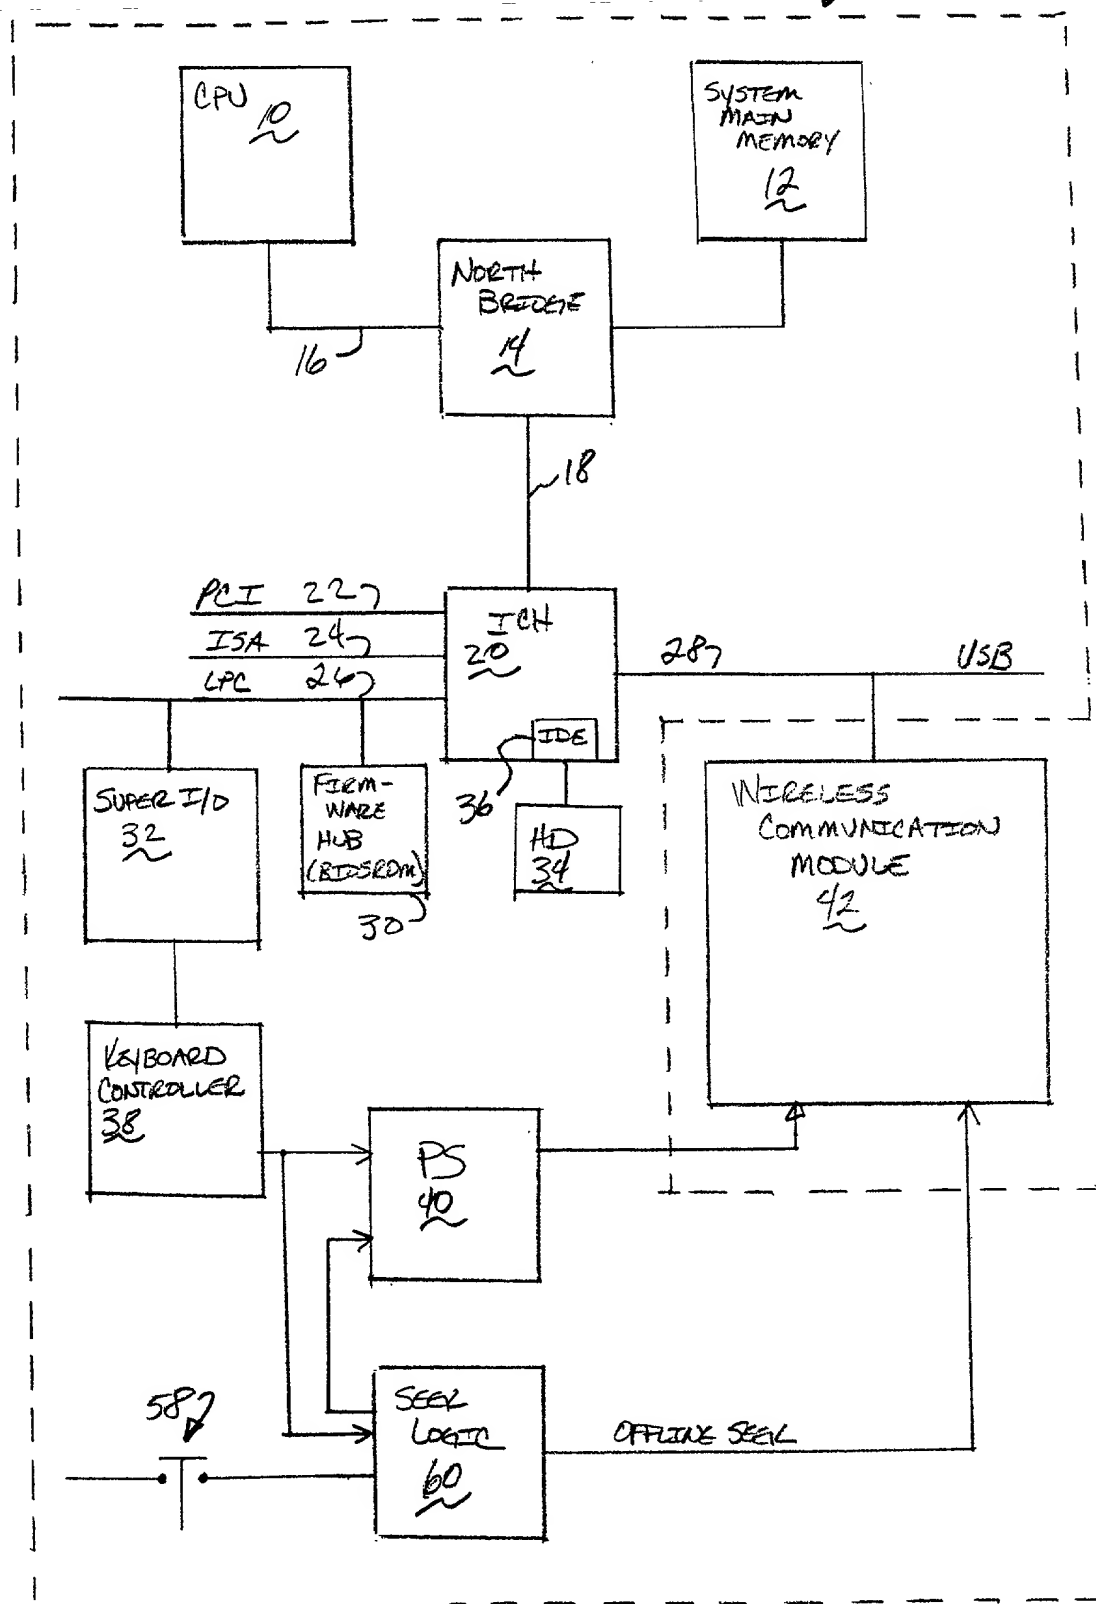 CPU
10
SYSTEM
MAIN
MEMORY
12
NORTH
BRIDGE
14
16
18
PCI 22
ISA 24
LPC 26
ICH
20
28
USB
IDE
36
SUPER I/O
32
FIRM-
WARE
HUB
(BIOSROM)
30
HD
34
WIRELESS
COMMUNICATION
MODULE
42
KEYBOARD
CONTROLLER
38
PS
40
58
SEEK
LOGIC
60
OFFLINE SEEK